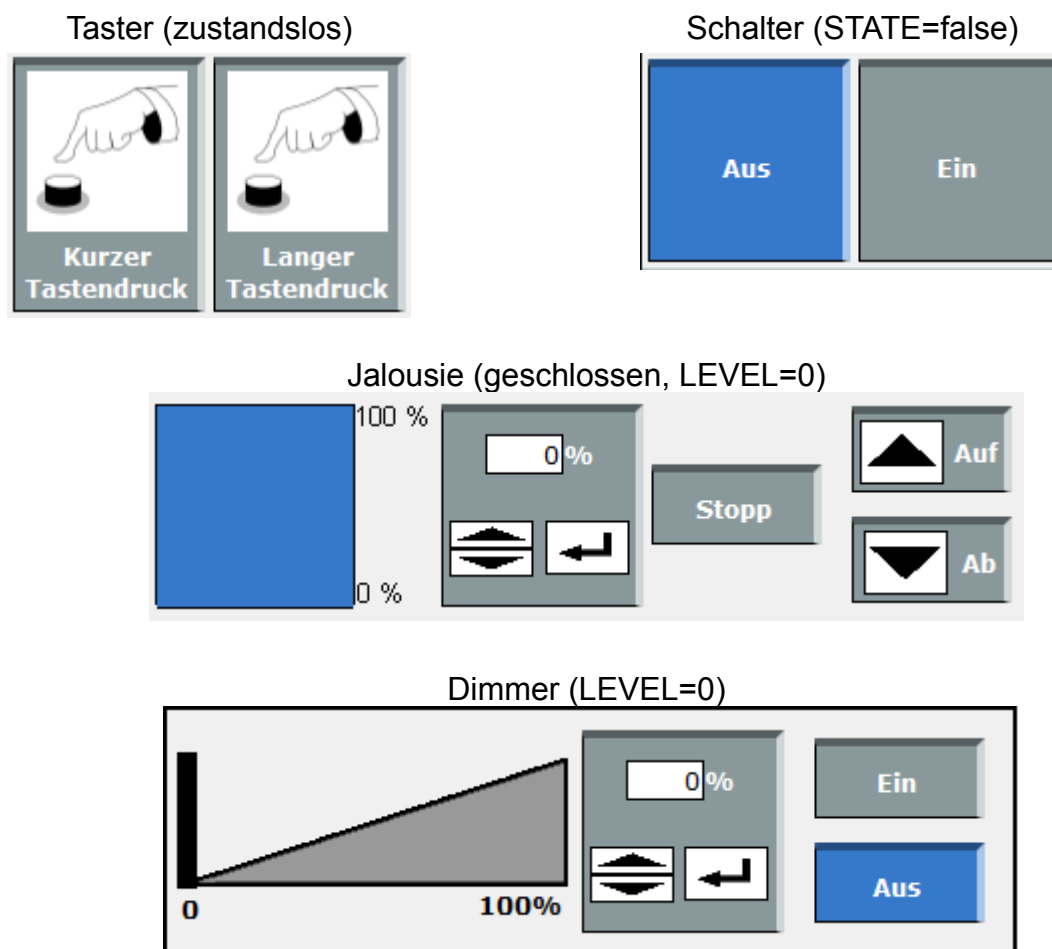 Taster (zustandslos)
Schalter (STATE=false)
Kurzer
Tastendruck
Langer
Tastendruck
Aus
Ein
Jalousie (geschlossen, LEVEL=0)
100 %
0 %
0 %
Stopp
Auf
Ab
Dimmer (LEVEL=0)
0
100%
0 %
Ein
Aus